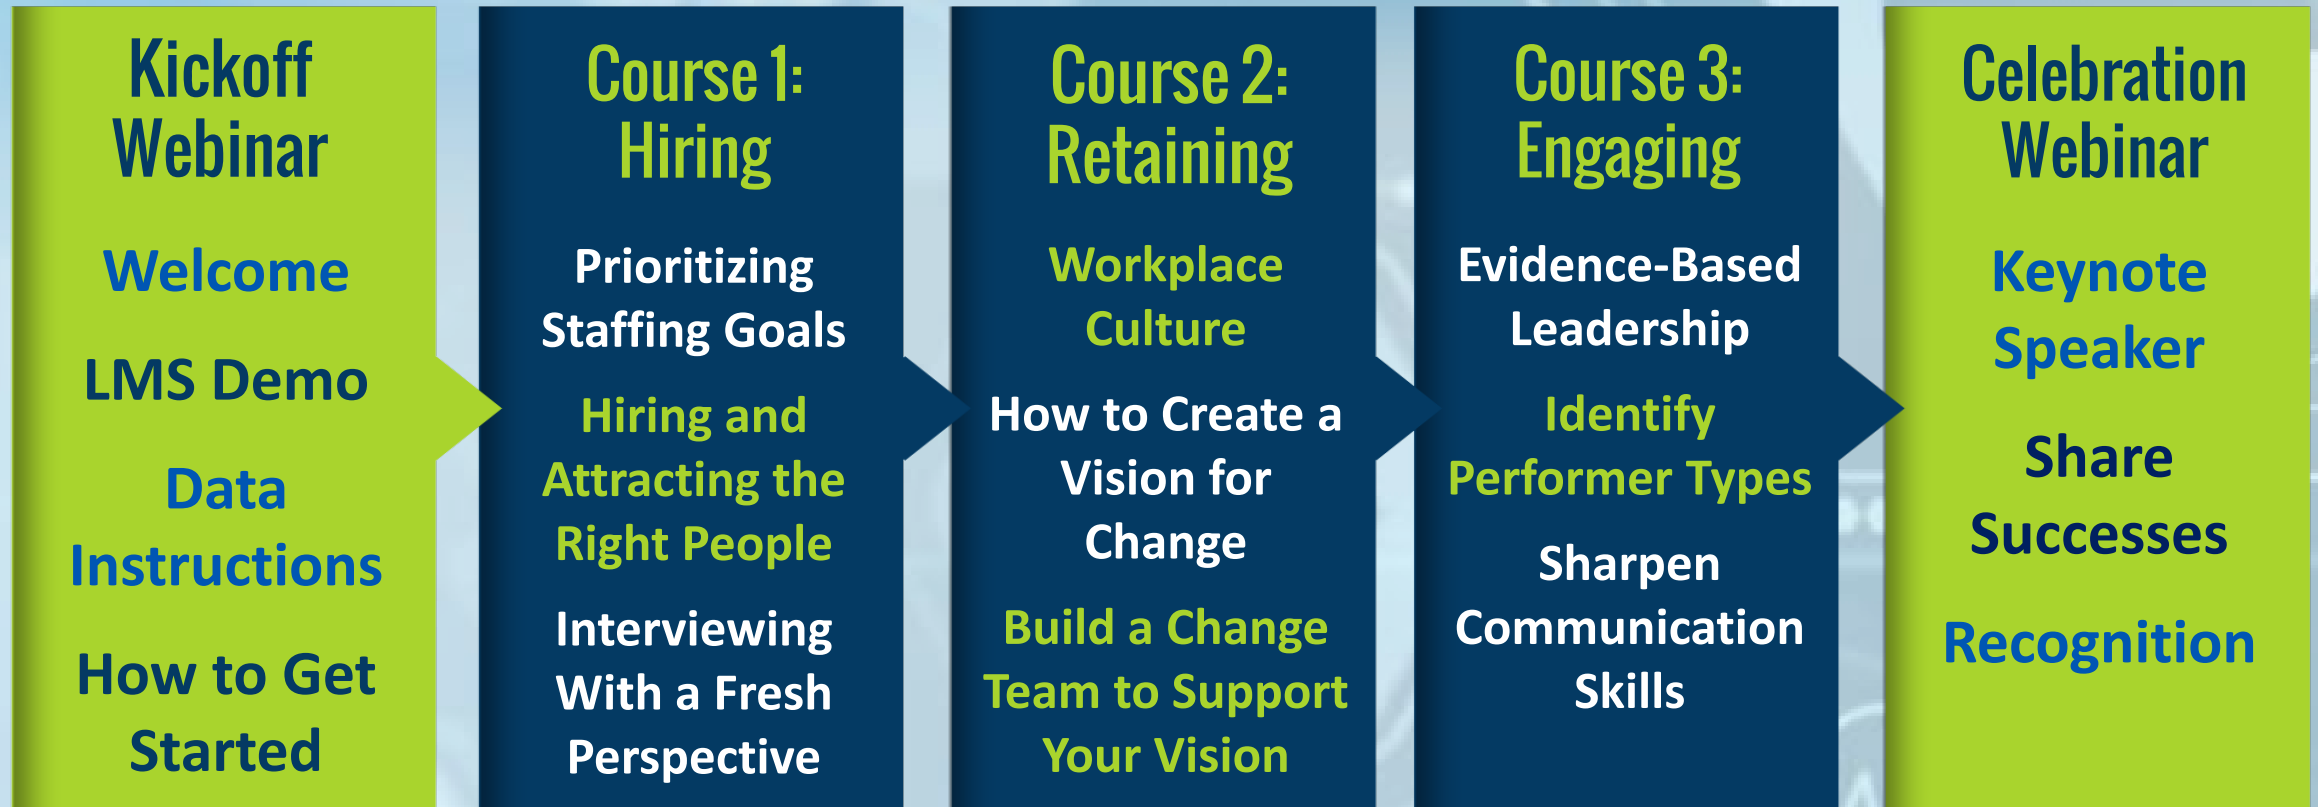 Kickoff
Webinar
Welcome
LMS Demo
Data
Instructions
How to Get
Started
Course 1:
Hiring
Prioritizing
Staffing Goals
Hiring and
Attracting the
Right People
Interviewing
With a Fresh
Perspective
Course 2:
Retaining
Workplace
Culture
How to Create a
Vision for
Change
Build a Change
Team to Support
Your Vision
Course 3:
Engaging
Evidence-Based
Leadership
Identify
Performer Types
Sharpen
Communication
Skills
Celebration
Webinar
Keynote
Speaker
Share
Successes
Recognition